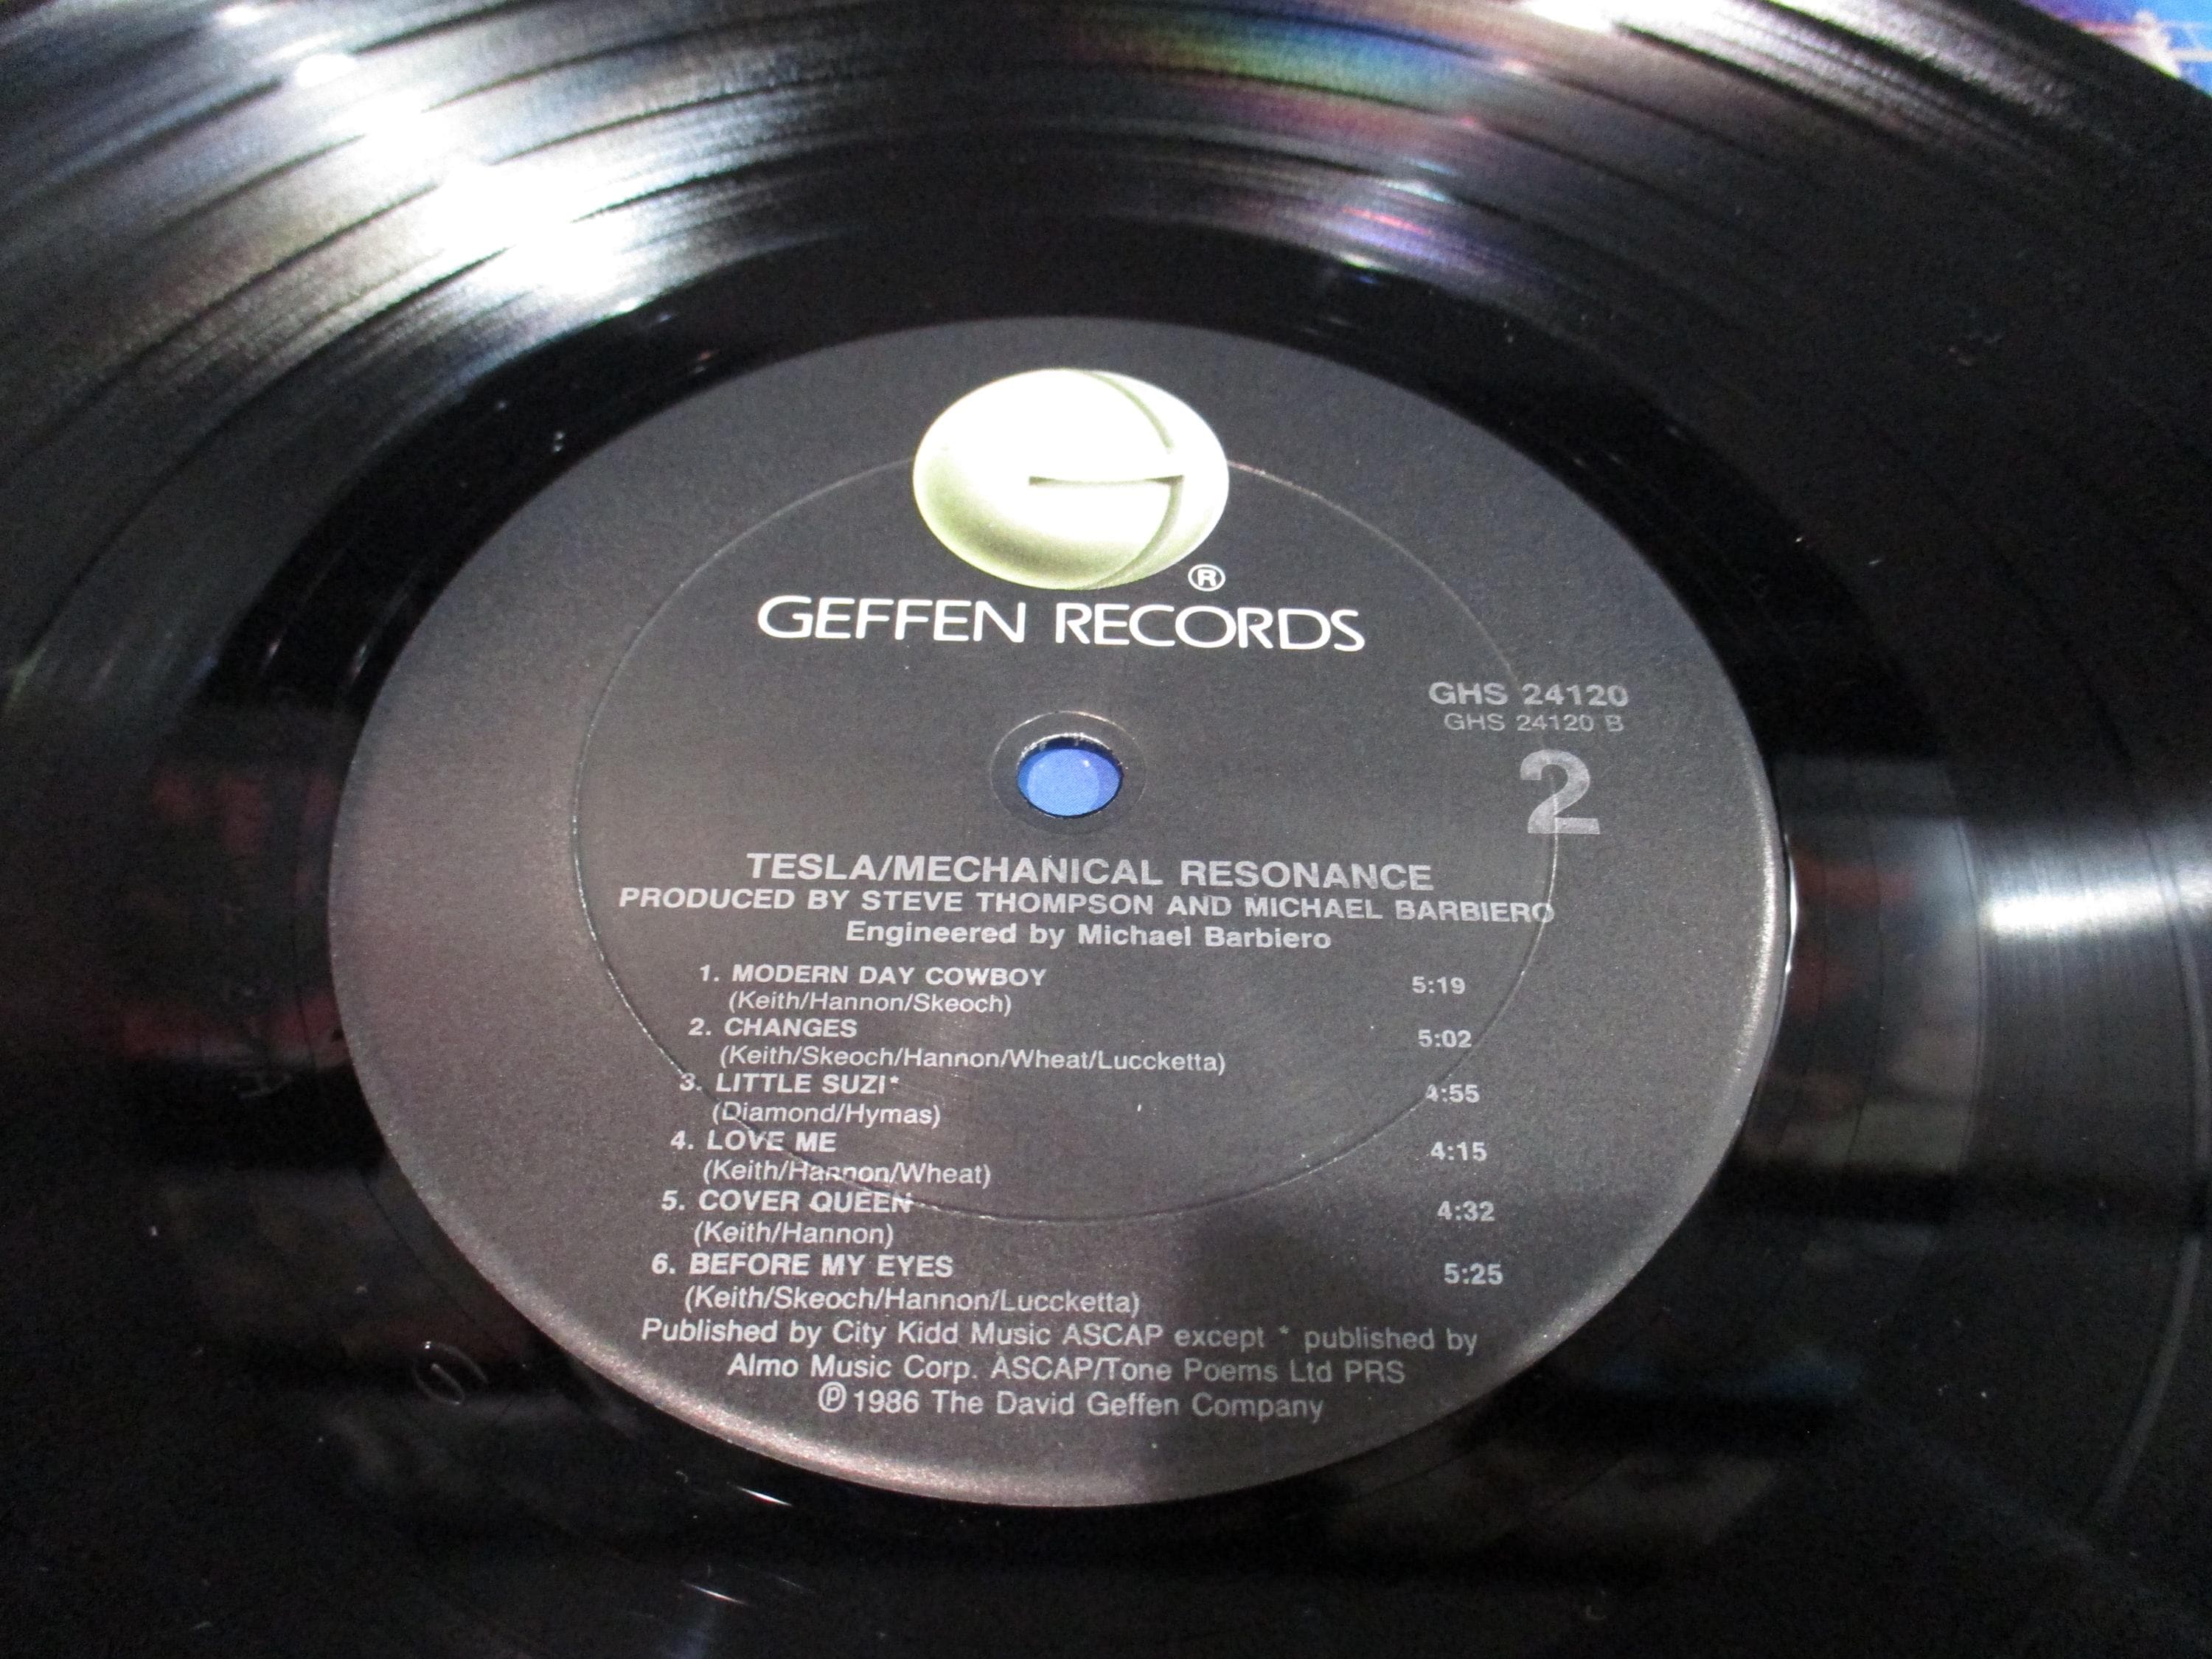 ®
GEFFEN RECORDS
GHS 24120
GHS 24120 B
2
TESLA/MECHANICAL RESONANCE
PRODUCED BY STEVE THOMPSON AND MICHAEL BARBIERO
Engineered by Michael Barbiero
1. MODERN DAY COWBOY 5:19
(Keith/Hannon/Skeoch)
2. CHANGES 5:02
(Keith/Skeoch/Hannon/Wheat/Luccketta)
3. LITTLE SUZI* 4:55
(Diamond/Hymas)
4. LOVE ME 4:15
(Keith/Hannon/Wheat)
5. COVER QUEEN 4:32
(Keith/Hannon)
6. BEFORE MY EYES 5:25
(Keith/Skeoch/Hannon/Luccketta)
Published by City Kidd Music ASCAP except * published by
Almo Music Corp. ASCAP/Tone Poems Ltd PRS
℗ 1986 The David Geffen Company